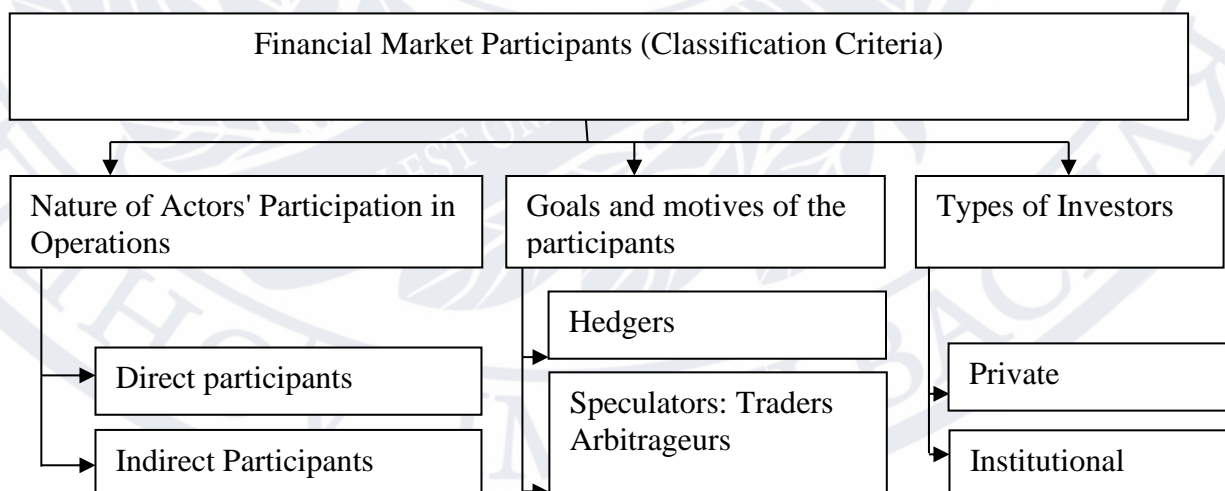 Financial Market Participants (Classification Criteria)
Nature of Actors' Participation in
Operations
Direct participants
Indirect Participants
Goals and motives of the
participants
Hedgers
Speculators: Traders
Arbitrageurs
Types of Investors
Private
Institutional